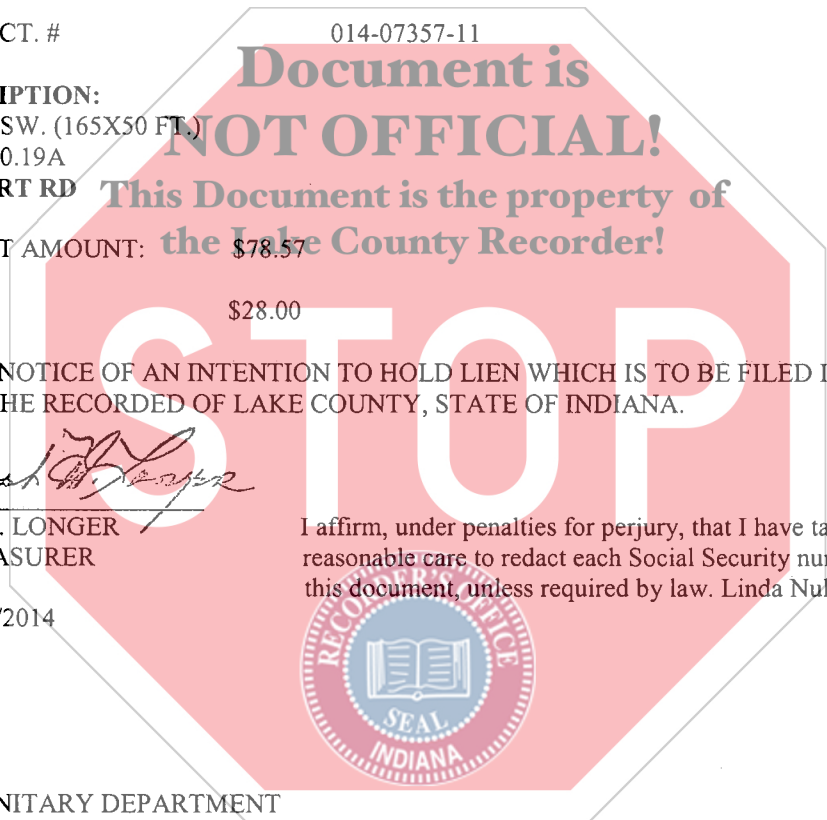 CT. # 014-07357-11
Document is
IPTION:
SW. (165X50 FT.)
NOT OFFICIAL!
0.19A
RT RD
This Document is the property of
T AMOUNT: $78.57
the Lake County Recorder!
$28.00
NOTICE OF AN INTENTION TO HOLD LIEN WHICH IS TO BE FILED I
HE RECORDED OF LAKE COUNTY, STATE OF INDIANA.
STOP
. LONGER
I affirm, under penalties for perjury, that I have ta
ASURER
reasonable care to redact each Social Security nu
this document, unless required by law. Linda Nu
/2014
RECORDER'S OFFICE
SEAL
INDIANA
NITARY DEPARTMENT